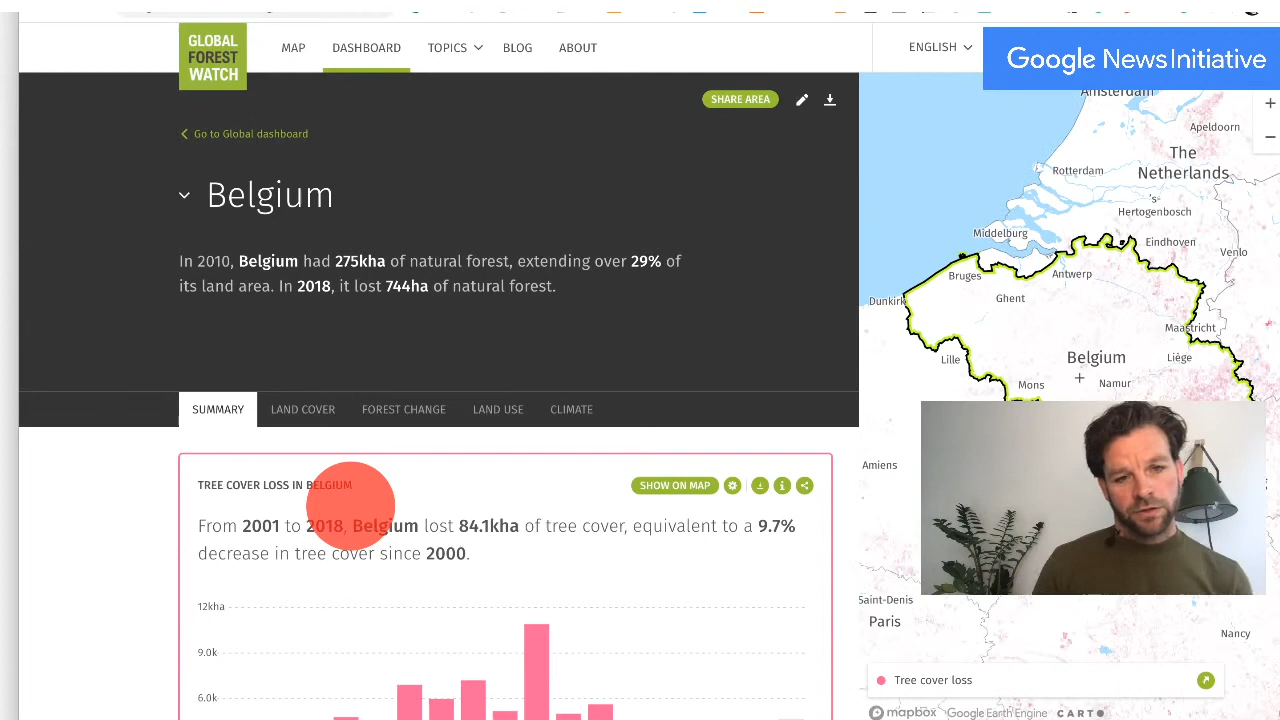 GLOBAL
FOREST
WATCH
MAP
DASHBOARD
TOPICS
BLOG
ABOUT
ENGLISH
Google News Initiative
SHARE AREA
Go to Global dashboard
Belgium
In 2010, Belgium had of natural forest, extending over 29% of
its land area. In 2018, it lost 744ha of natural forest.
SUMMARY
LAND COVER
FOREST CHANGE
LAND USE
CLIMATE
TREE COVER LOSS IN BELGIUM
SHOW ON MAP
From 2001 to 2018, Belgium lost 84.1kha of tree cover, equivalent to a 9.7%
decrease in tree cover since 2000.
12kha
9.0k
6.0k
Amsterdam
Apeldoorn
The
Netherlands
Rotterdam
's-
Hertogenbosch
Middelburg
Eindhoven
Venlo
Bruges
Antwerp
Dunkirk
Ghent
Maastricht
Lille
Belgium
Liège
Mons
Namur
Amiens
Saint-Denis
Paris
Nancy
Tree cover loss
mapbox
Google Earth Engine
CARTO